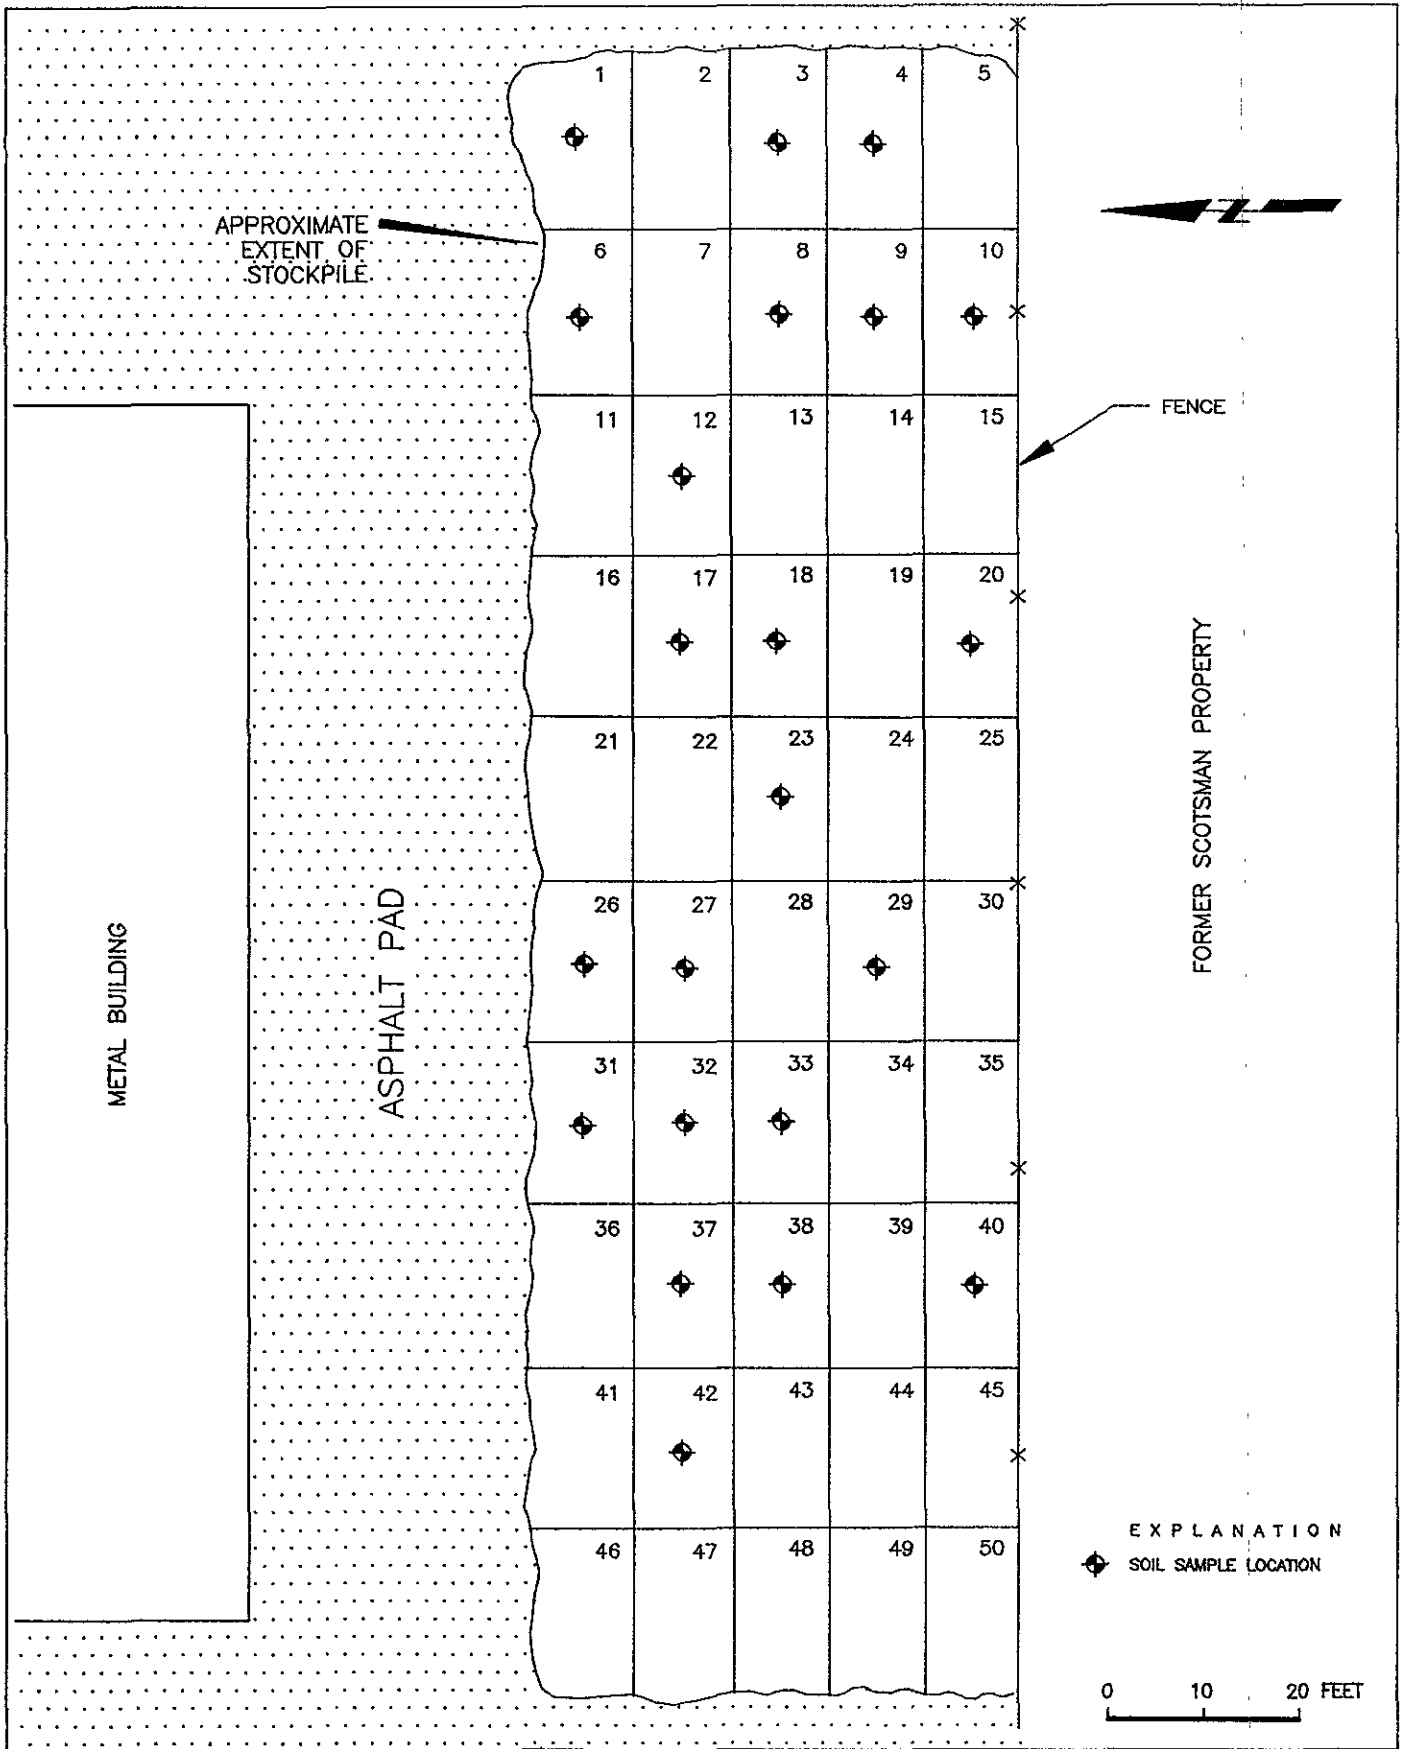 1 2 3 4 5
APPROXIMATE
EXTENT OF
STOCKPILE
6 7 8 9 10
FENCE
11 12 13 14 15
16 17 18 19 20
21 22 23 24 25
26 27 28 29 30
31 32 33 34 35
36 37 38 39 40
41 42 43 44 45
46 47 48 49 50
METAL BUILDING
ASPHALT PAD
FORMER SCOTSMAN PROPERTY
EXPLANATION
SOIL SAMPLE LOCATION
0 10 20 FEET